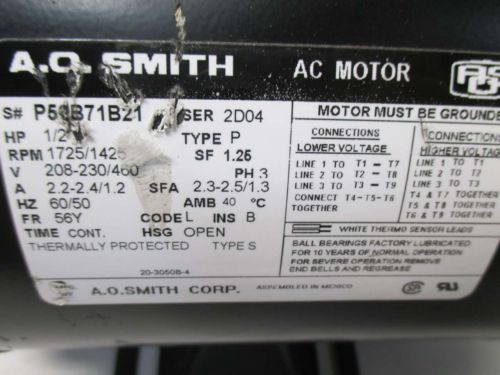 A.O. SMITH
AC MOTOR
S# P56B71B21 SER 2D04
HP 1/2 TYPE P
RPM 1725/1425 SF 1.25
V 208-230/460 PH 3
A 2.2-2.4/1.2 SFA 2.3-2.5/1.3
HZ 60/50 AMB 40 °C
FR 56Y CODE L INS B
TIME CONT. HSG OPEN
THERMALLY PROTECTED TYPE S
20-3050B-4
A.O.SMITH CORP. ASSEMBLED IN MEXICO
MOTOR MUST BE GROUNDE
CONNECTIONS
LOWER VOLTAGE
LINE 1 TO T1 - T7
LINE 2 TO T2 - T8
LINE 3 TO T3 - T9
CONNECT T4-T5-T6
TOGETHER
CONNECTIONS
HIGHER VOLTAGE
LINE 1 TO T1
LINE 2 TO T2
LINE 3 TO T3
T4 & T7 TOGETHER
T5 & T8 TOGETHER
T6 & T9 TOGETHER
WHITE THERMO SENSOR LEADS
BALL BEARINGS FACTORY LUBRICATED
FOR 10 YEARS OF NORMAL OPERATION
FOR SEVERE OPERATION REMOVE
END BELLS AND REGREASE